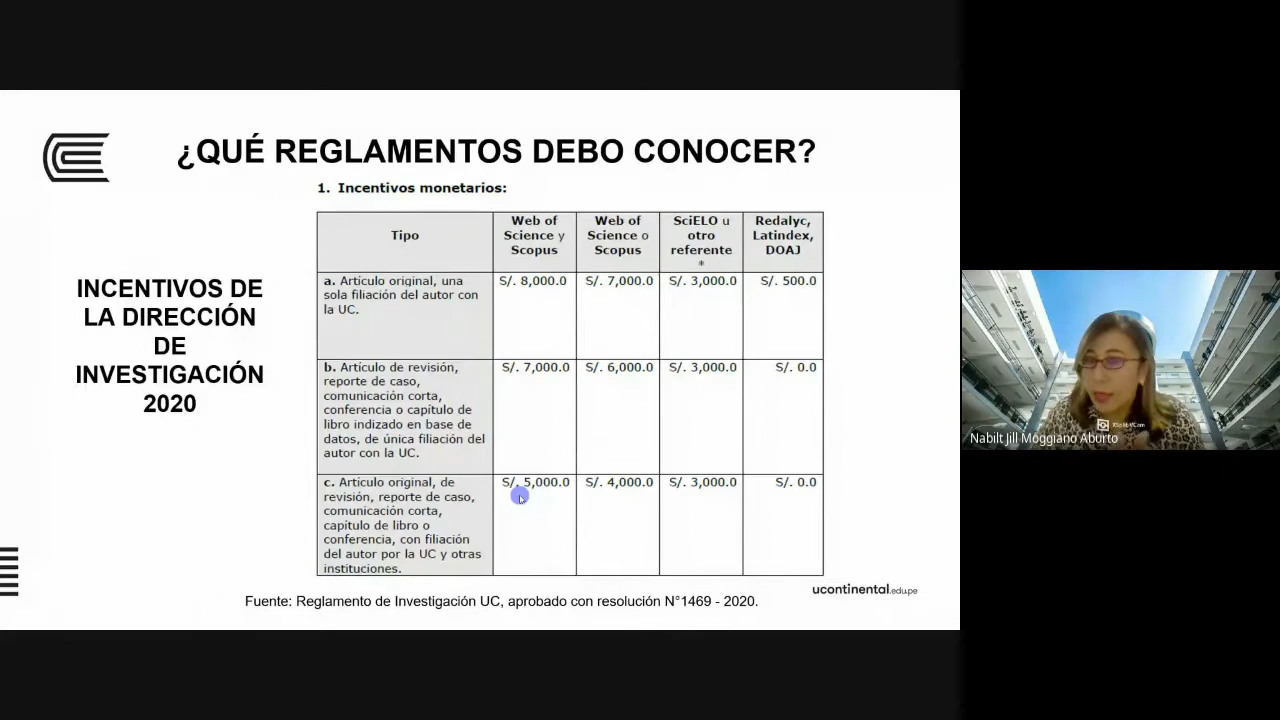 ¿QUÉ REGLAMENTOS DEBO CONOCER?
1. Incentivos monetarios:
INCENTIVOS DE
LA DIRECCIÓN
DE
INVESTIGACIÓN
2020
Tipo
Web of
Science y
Scopus
Web of
Science o
Scopus
SciELO u
otro
referente
*
Redalyc,
Latindex,
DOAJ
a. Artículo original, una
sola filiación del autor con
la UC.
S/. 8,000.0
S/. 7,000.0
S/. 3,000.0
S/. 500.0
b. Artículo de revisión,
reporte de caso,
comunicación corta,
conferencia o capítulo de
libro indizado en base de
datos, de única filiación del
autor con la UC.
S/. 7,000.0
S/. 6,000.0
S/. 3,000.0
S/. 0.0
c. Artículo original, de
revisión, reporte de caso,
comunicación corta,
capítulo de libro o
conferencia, con filiación
del autor por la UC y otras
instituciones.
S/. 5,000.0
S/. 4,000.0
S/. 3,000.0
S/. 0.0
ucontinental.edu.pe
Fuente: Reglamento de Investigación UC, aprobado con resolución N°1469 - 2020.
XSplit VCam
Nabilt Jill Moggiano Aburto